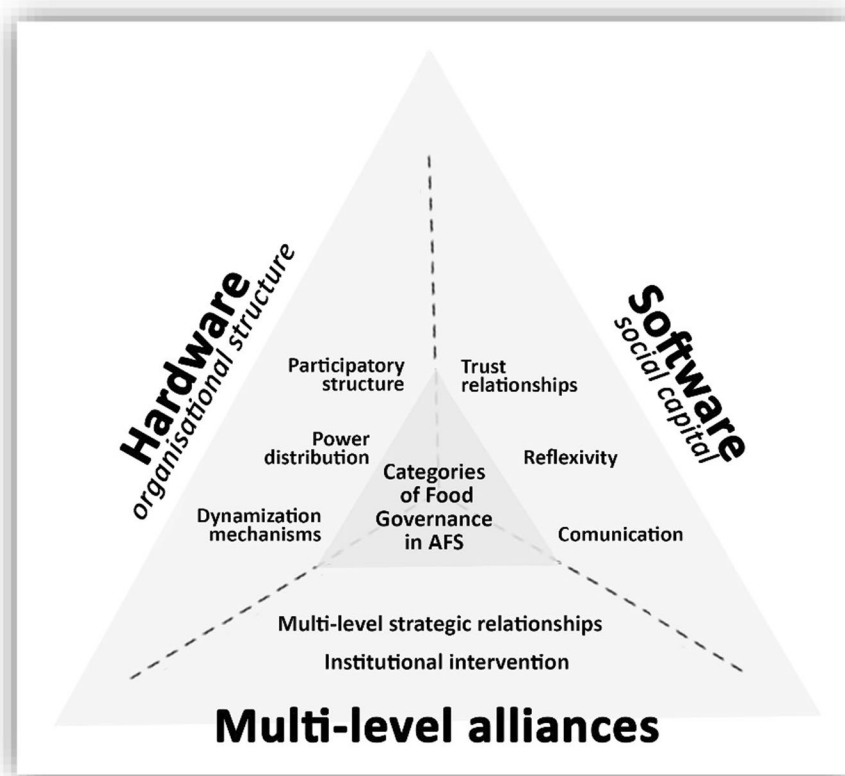 Hardware
organisational structure
Software
social capital
Participatory
structure
Trust
relationships
Power
distribution
Reflexivity
Categories
of Food
Governance
in AFS
Dynamization
mechanisms
Comunication
Multi-level strategic relationships
Institutional intervention
Multi-level alliances